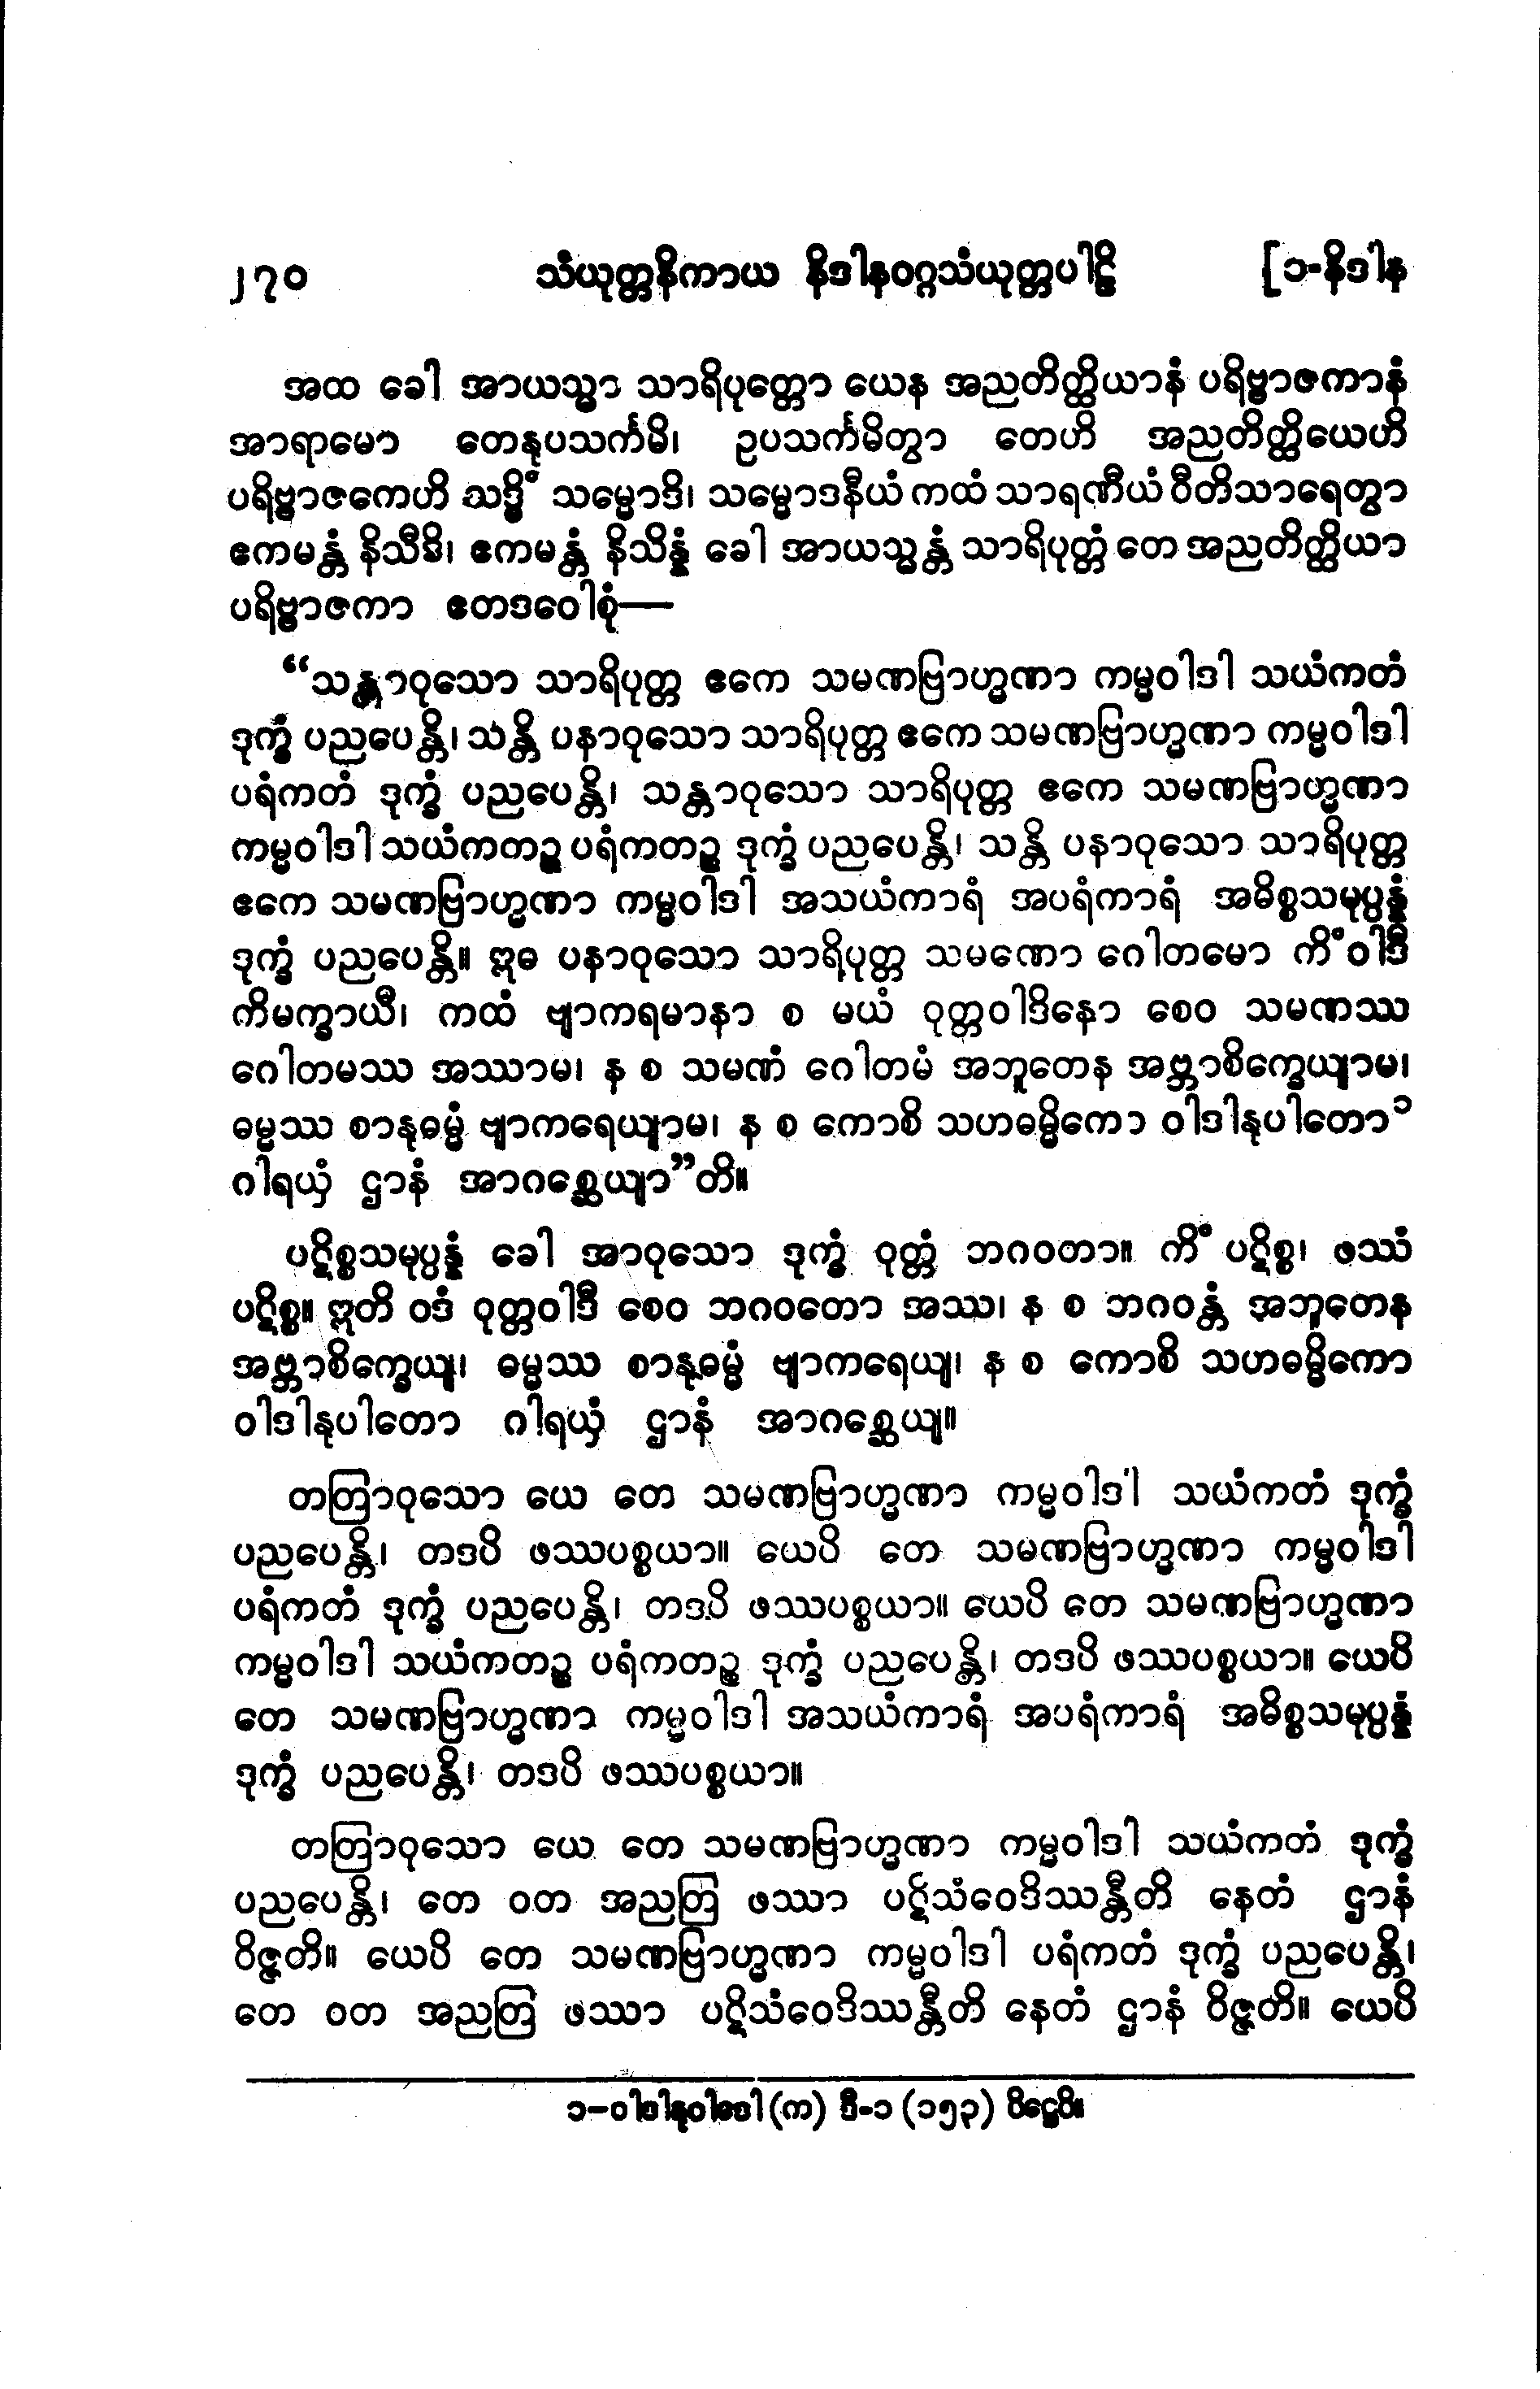 ၂၇၀ သံယုတ္တနိကာယ နိဒါနဝဂ္ဂသံယုတ္တပါဠိ [၁-နိဒါန
အထ ခေါ အာယသ္မာ သာရိပုတ္တော ယေန အညတိတ္ထိယာနံ ပရိဗ္ဗာဇကာနံ
အာရာမော တေနုပသင်္ကမိ၊ ဥပသင်္ကမိတွာ တေဟိ အညတိတ္ထိယေဟိ
ပရိဗ္ဗာဇကေဟိ သဒ္ဓိံ သမ္မောဒိ၊ သမ္မောဒနီယံ ကထံ သာရဏီယံ ဝီတိသာရေတွာ
ဧကမန္တံ နိသီဒိ၊ ဧကမန္တံ နိသိန္နံ ခေါ အာယသ္မန္တံ သာရိပုတ္တံ တေ အညတိတ္ထိယာ
ပရိဗ္ဗာဇကာ ဧတဒဝေါစုံ—
“သန္တာဝုသော သာရိပုတ္တ ဧကေ သမဏဗြာဟ္မဏာ ကမ္မဝါဒါ သယံကတံ
ဒုက္ခံ ပညပေန္တိ၊ သန္တိ ပနာဝုသော သာရိပုတ္တ ဧကေ သမဏဗြာဟ္မဏာ ကမ္မဝါဒါ
ပရံကတံ ဒုက္ခံ ပညပေန္တိ၊ သန္တာဝုသော သာရိပုတ္တ ဧကေ သမဏဗြာဟ္မဏာ
ကမ္မဝါဒါ သယံကတဉ္စ ပရံကတဉ္စ ဒုက္ခံ ပညပေန္တိ၊ သန္တိ ပနာဝုသော သာရိပုတ္တ
ဧကေ သမဏဗြာဟ္မဏာ ကမ္မဝါဒါ အသယံကာရံ အပရံကာရံ အဓိစ္စသမုပ္ပန္နံ
ဒုက္ခံ ပညပေန္တိ။ ဣဓ ပနာဝုသော သာရိပုတ္တ သမဏော ဂေါတမော ကိံဝါဒီ
ကိမက္ခာယီ၊ ကထံ ဗျာကရမာနာ စ မယံ ဝုတ္တဝါဒိနော စေဝ သမဏဿ
ဂေါတမဿ အဿာမ၊ န စ သမဏံ ဂေါတမံ အဘူတေန အဗ္ဘာစိက္ခေယျာမ၊
ဓမ္မဿ စာနုဓမ္မံ ဗျာကရေယျာမ၊ န စ ကောစိ သဟဓမ္မိကော ဝါဒါနုပါတော၁
ဂါရယှံ ဌာနံ အာဂစ္ဆေယျာ”တိ။
ပဋိစ္စသမုပ္ပန္နံ ခေါ အာဝုသော ဒုက္ခံ ဝုတ္တံ ဘဂဝတာ။ ကိံ ပဋိစ္စ၊ ဖဿံ
ပဋိစ္စ။ ဣတိ ဝဒံ ဝုတ္တဝါဒီ စေဝ ဘဂဝတော အဿ၊ န စ ဘဂဝန္တံ အဘူတေန
အဗ္ဘာစိက္ခေယျ၊ ဓမ္မဿ စာနုဓမ္မံ ဗျာကရေယျ၊ န စ ကောစိ သဟဓမ္မိကော
ဝါဒါနုပါတော ဂါရယှံ ဌာနံ အာဂစ္ဆေယျ။
တတြာဝုသော ယေ တေ သမဏဗြာဟ္မဏာ ကမ္မဝါဒါ သယံကတံ ဒုက္ခံ
ပညပေန္တိ၊ တဒပိ ဖဿပစ္စယာ။ ယေပိ တေ သမဏဗြာဟ္မဏာ ကမ္မဝါဒါ
ပရံကတံ ဒုက္ခံ ပညပေန္တိ၊ တဒပိ ဖဿပစ္စယာ။ ယေပိ တေ သမဏဗြာဟ္မဏာ
ကမ္မဝါဒါ သယံကတဉ္စ ပရံကတဉ္စ ဒုက္ခံ ပညပေန္တိ၊ တဒပိ ဖဿပစ္စယာ။ ယေပိ
တေ သမဏဗြာဟ္မဏာ ကမ္မဝါဒါ အသယံကာရံ အပရံကာရံ အဓိစ္စသမုပ္ပန္နံ
ဒုက္ခံ ပညပေန္တိ၊ တဒပိ ဖဿပစ္စယာ။
တတြာဝုသော ယေ တေ သမဏဗြာဟ္မဏာ ကမ္မဝါဒါ သယံကတံ ဒုက္ခံ
ပညပေန္တိ၊ တေ ဝတ အညတြ ဖဿာ ပဋိသံဝေဒိဿန္တီတိ နေတံ ဌာနံ
ဝိဇ္ဇတိ။ ယေပိ တေ သမဏဗြာဟ္မဏာ ကမ္မဝါဒါ ပရံကတံ ဒုက္ခံ ပညပေန္တိ၊
တေ ဝတ အညတြ ဖဿာ ပဋိသံဝေဒိဿန္တီတိ နေတံ ဌာနံ ဝိဇ္ဇတိ။ ယေပိ
၁-ဝါဒါနုဝါဒေါ (က) ဒီ-၁ (၁၅၃) ပိဋ္ဌေပိ။